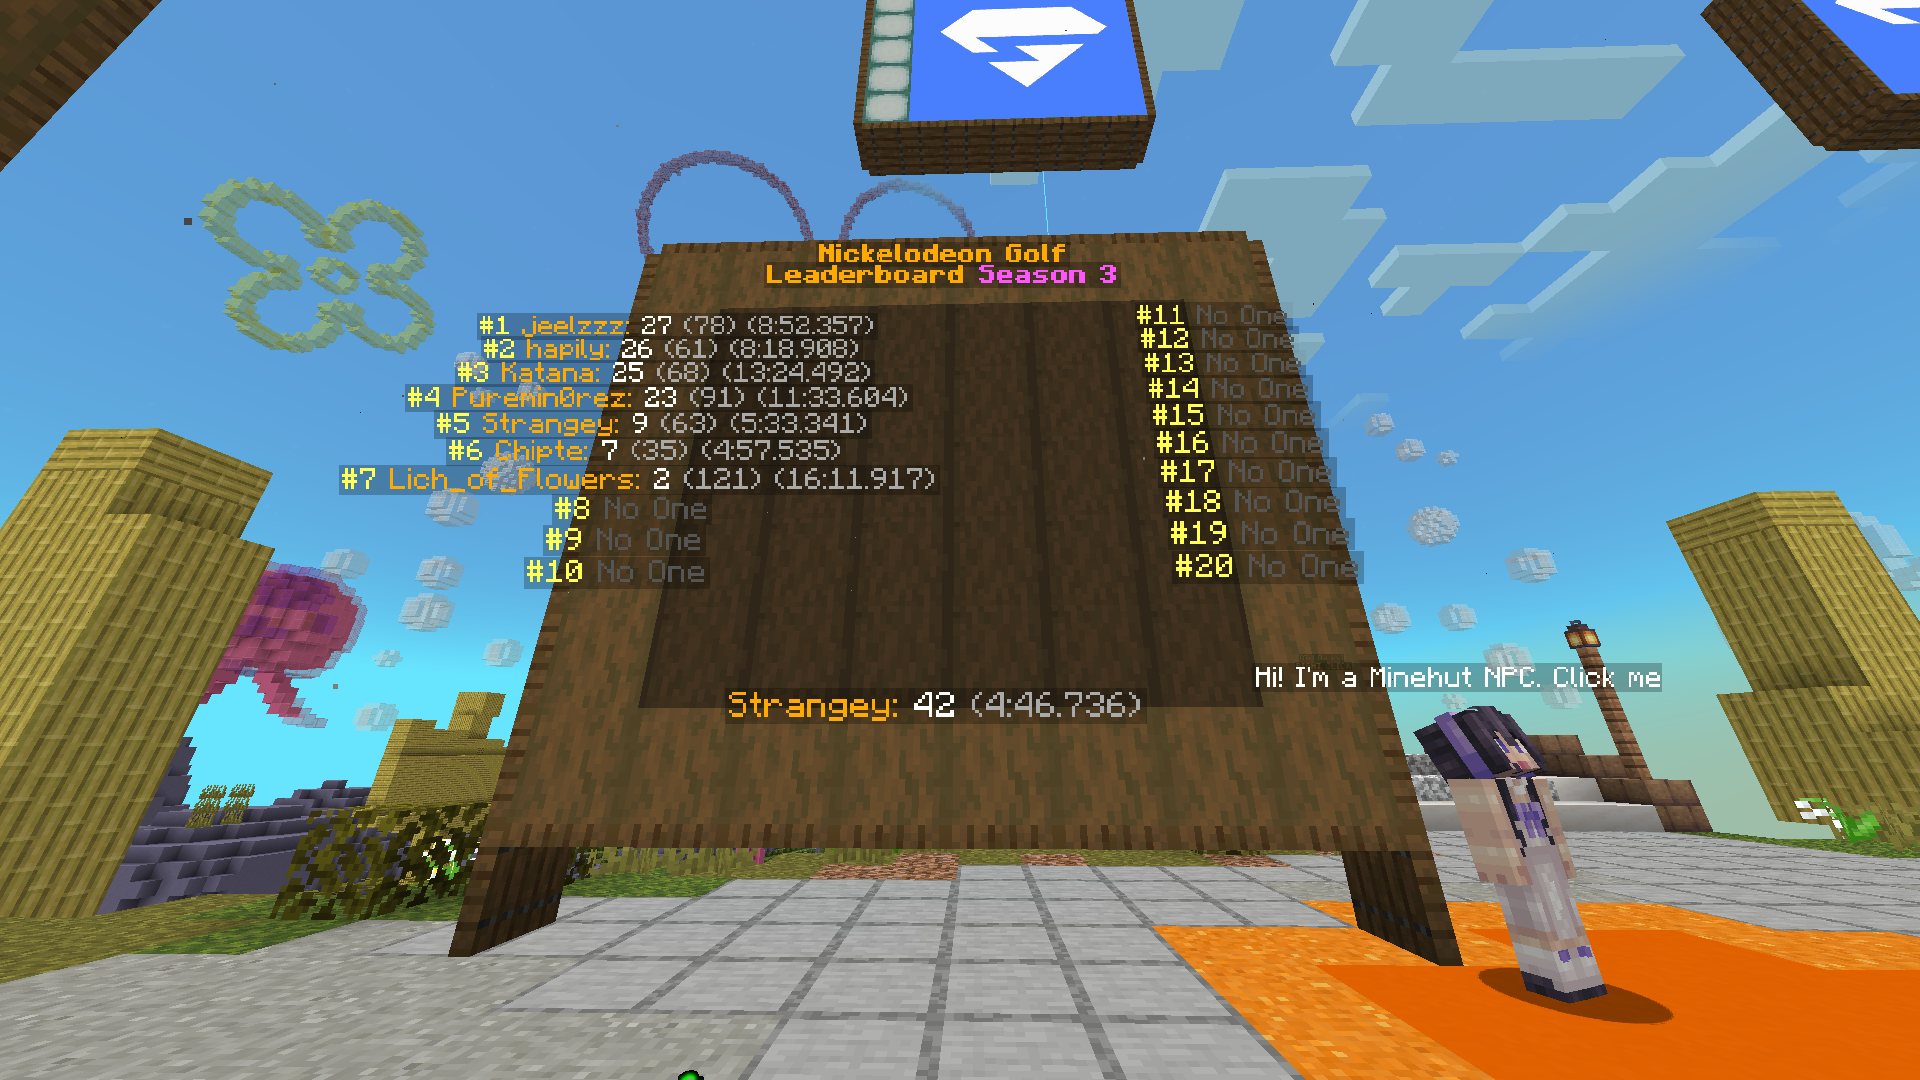 Nickelodeon Golf
Leaderboard Season 3
#1 jeelzzz: 27 (78) (8:52.357)
#2 hapily: 26 (61) (8:18.908)
#3 Katana: 25 (68) (13:24.492)
#4 Puremin0rez: 23 (91) (11:33.604)
#5 Strangey: 9 (63) (5:33.341)
#6 Chipte: 7 (35) (4:57.535)
#7 Lich_of_Flowers: 2 (121) (16:11.917)
#8 No One
#9 No One
#10 No One
#11 No One
#12 No One
#13 No One
#14 No One
#15 No One
#16 No One
#17 No One
#18 No One
#19 No One
#20 No One
Strangey: 42 (4:46.736)
Hi! I'm a Minehut NPC. Click me